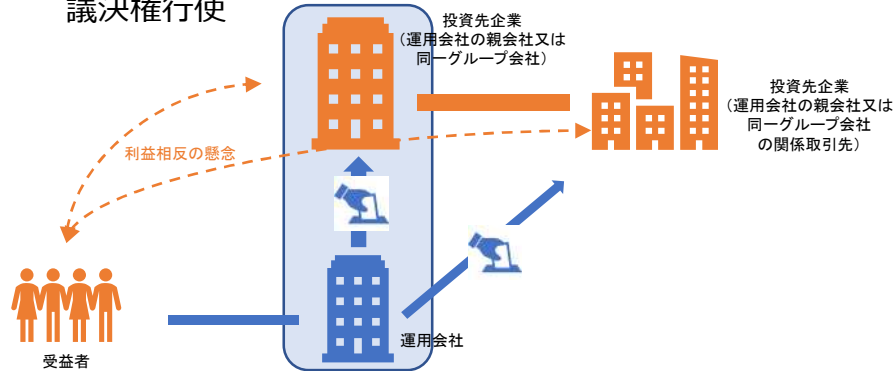 議決権行使
投資先企業
（運用会社の親会社又は
同一グループ会社）
投資先企業
（運用会社の親会社又は
同一グループ会社
の関係取引先）
利益相反の懸念
運用会社
受益者